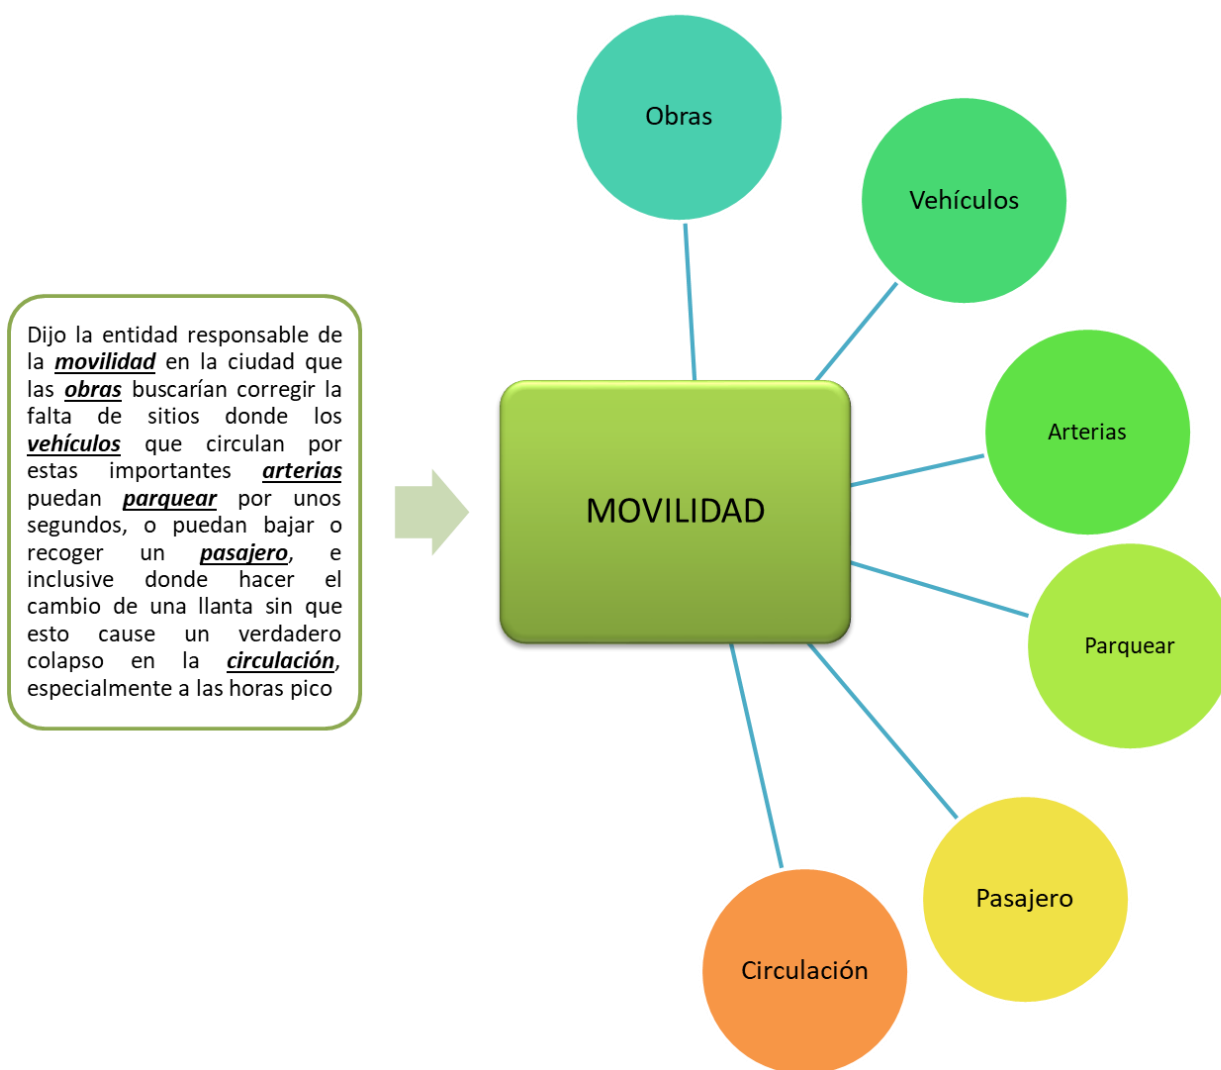 Obras
Vehículos
Dijo la entidad responsable de
la movilidad en la ciudad que
las obras buscarían corregir la
falta de sitios donde los
vehículos que circulan por
estas importantes arterias
puedan parquear por unos
segundos, o puedan bajar o
recoger un pasajero, e
inclusive donde hacer el
cambio de una llanta sin que
esto cause un verdadero
colapso en la circulación,
especialmente a las horas pico
Arterias
MOVILIDAD
Parquear
Pasajero
Circulación